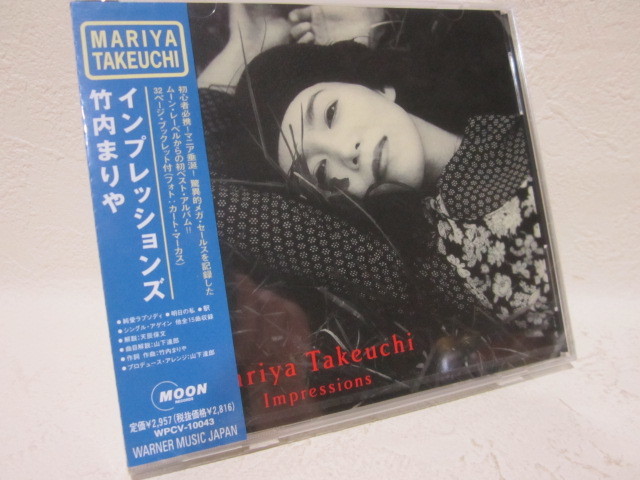 MARIYA
TAKEUCHI
インプレッションズ
竹内まりや
初心者必携ーマニア垂涎ー 驚異的メガ・セールスを記録した
ムーン・レーベルからの初ベスト・アルバム!!
32ページ・ブックレット付(フォト:カート・マーカス)
●純愛ラプソディ ●明日の私 ●駅
●シングル・アゲイン 他全15曲収録
●解説:天辰保文
●曲目解説:山下達郎
●作詞 作曲:竹内まりや
●プロデュース・アレンジ:山下達郎
MOON
RECORDS
定価¥2,957(税抜価格¥2,816)
WPCV-10043
WARNER MUSIC JAPAN
ariya Takeuchi
Impressions